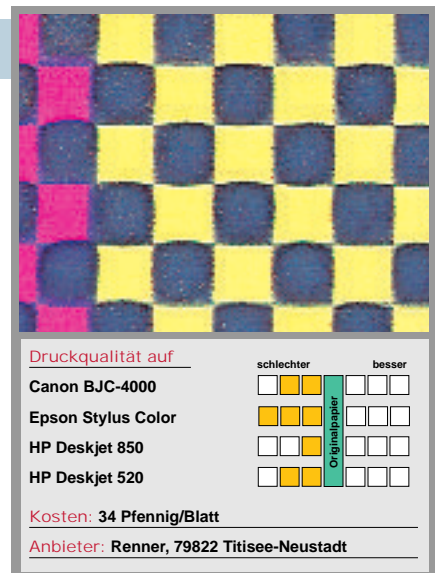 Druckqualität auf
schlechter besser
Canon BJC-4000
Epson Stylus Color
HP Deskjet 850
HP Deskjet 520
Originalpapier
Kosten: 34 Pfennig/Blatt
Anbieter: Renner, 79822 Titisee-Neustadt